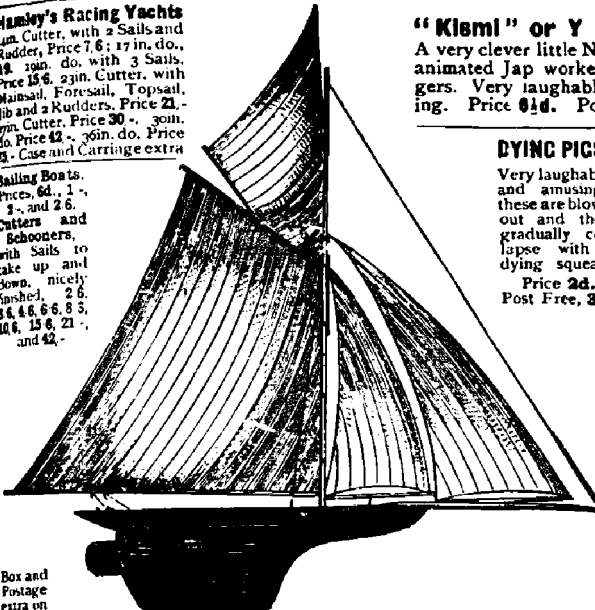 Hamley's Racing Yachts
Cutter, with 2 Sails and
Rudder, Price 7,6; 17 in. do.,
19in. do. with 3 Sails,
Price 15/6. 23in. Cutter, with
Mainsail, Foresail, Topsail,
Jib and 2 Rudders. Price 21,-
Cutter, Price 30 -. 30in.
do. Price 42 -. 36in. do. Price
- Case and Carriage extra
Sailing Boats.
Prices, 6d., 1 -,
2 -, and 2.6.
Cutters and
Schooners,
with Sails to
take up and
down, nicely
finished, 2 6.
3 6, 4.6, 6·6. 8 6,
10,6, 15·6, 21 -,
and 42,-
Box and
Postage
extra on
"Kismi" or Y
A very clever little N
animated Jap worke
gers. Very laughabl
ing. Price 6½d. Po
DYING PIGS
Very laughab
and amusing
these are blow
out and th
gradually co
lapse with
dying squea
Price 2d.
Post Free, 3